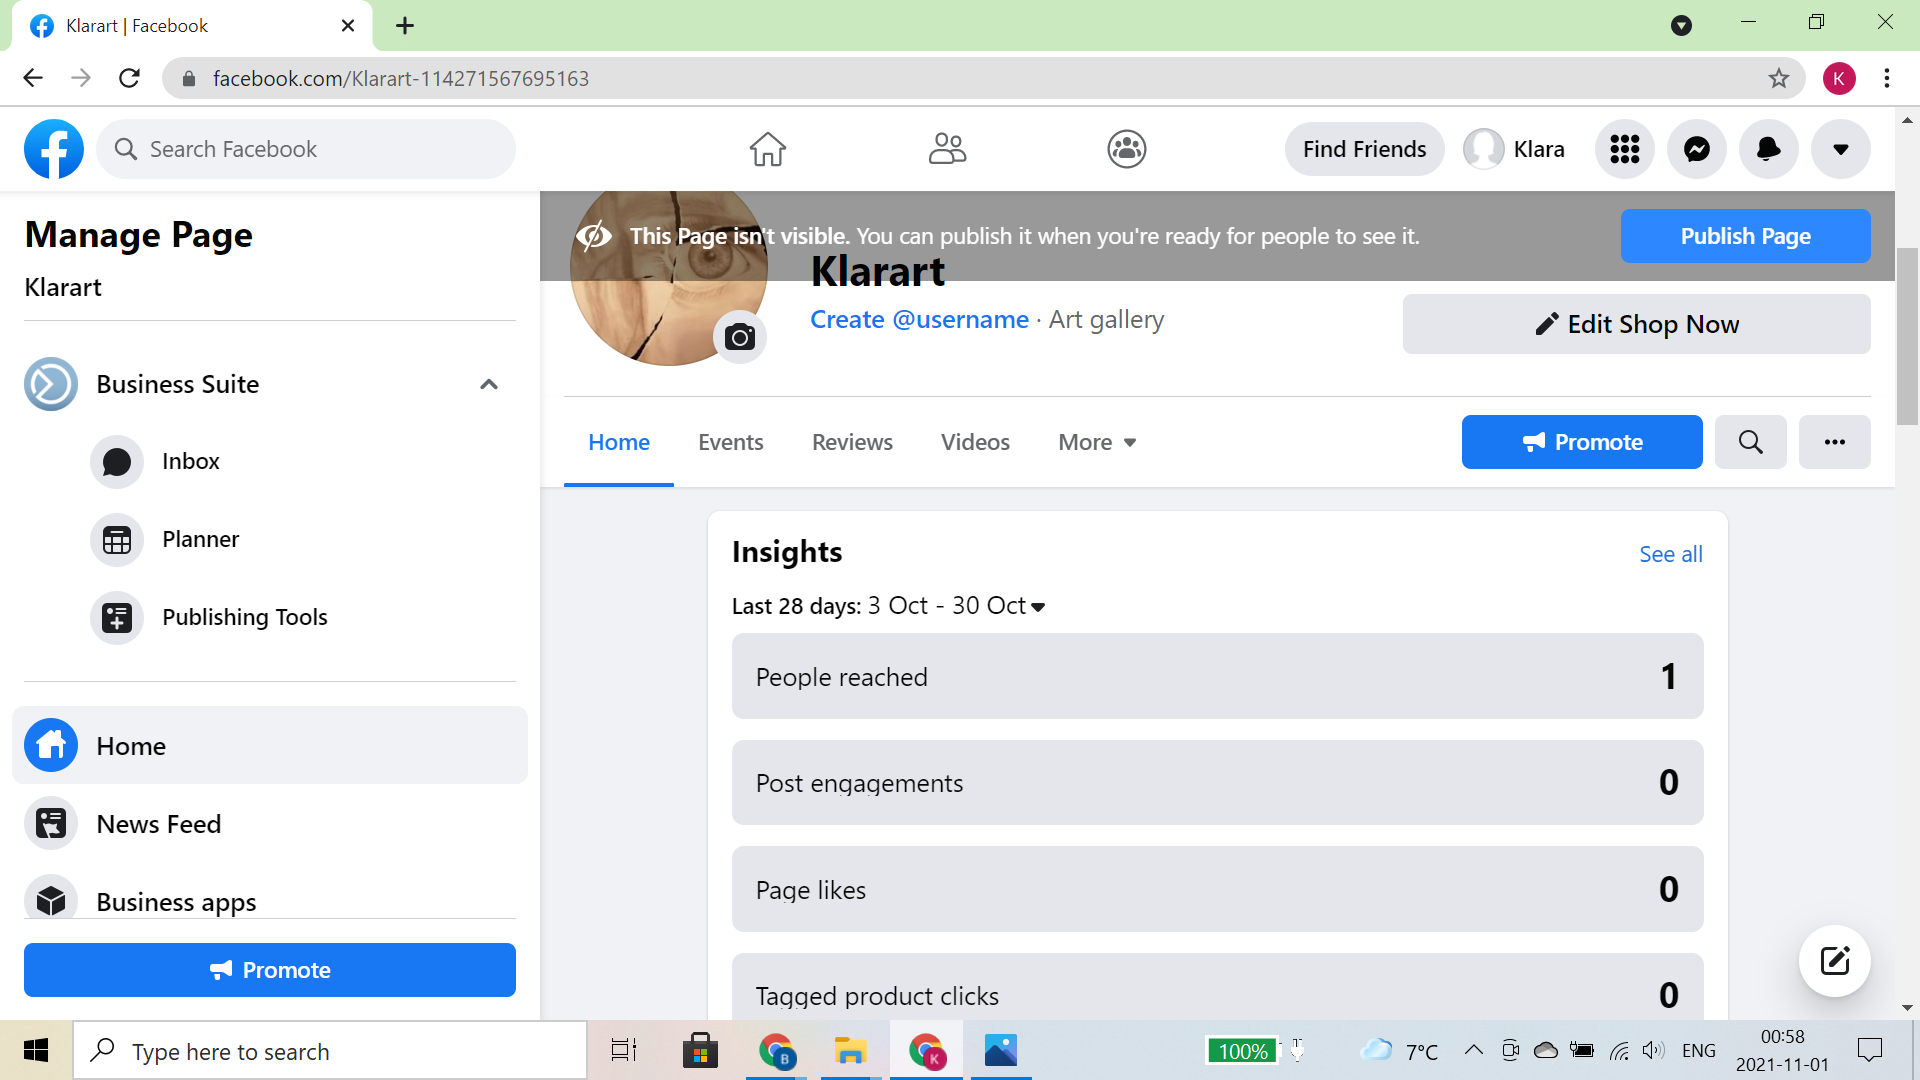 Klarart | Facebook
facebook.com/Klarart-114271567695163
K
Search Facebook
Find Friends
Klara
Manage Page
Klarart
Business Suite
Inbox
Planner
Publishing Tools
Home
News Feed
Business apps
Promote
This Page isn't visible. You can publish it when you're ready for people to see it.
Publish Page
Klarart
Create @username · Art gallery
Edit Shop Now
Home
Events
Reviews
Videos
More
Promote
Insights
See all
Last 28 days: 3 Oct - 30 Oct
People reached
1
Post engagements
0
Page likes
0
Tagged product clicks
0
Type here to search
B
K
100%
7°C
ENG
00:58
2021-11-01